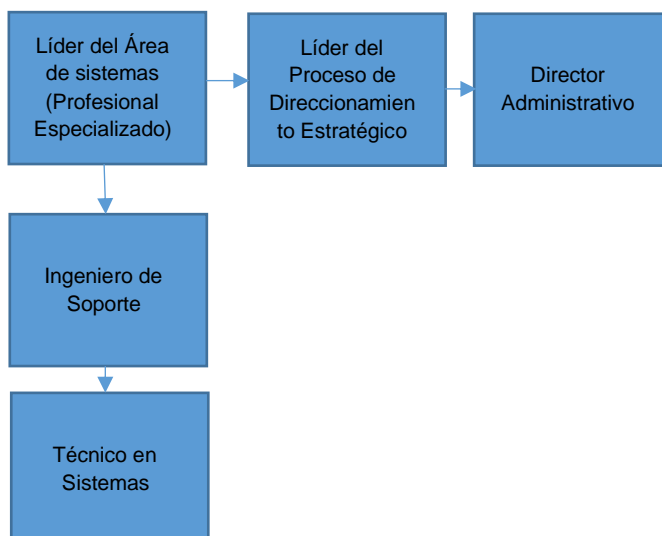 Líder del Área
de sistemas
(Profesional
Especializado)
Líder del
Proceso de
Direccionamien
to Estratégico
Director
Administrativo
Ingeniero de
Soporte
Técnico en
Sistemas